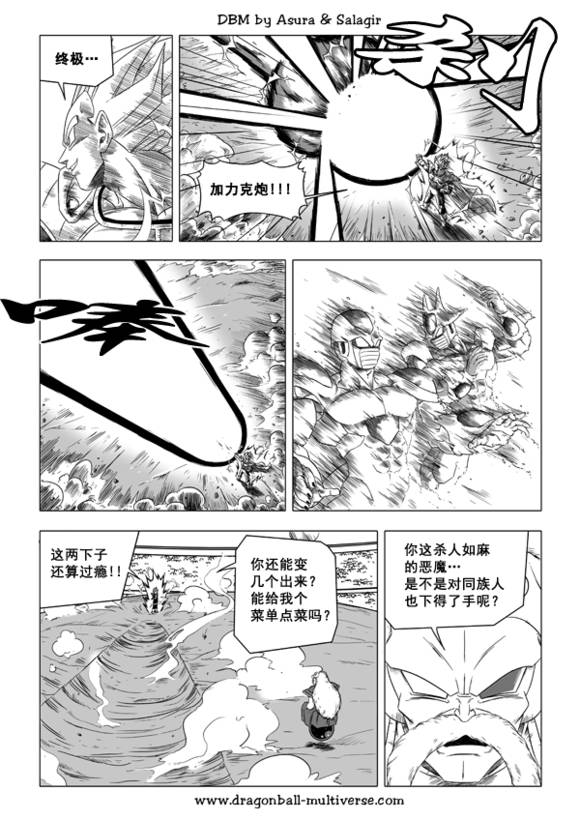 DBM by Asura & Salagir
终极…
加力克炮!!!
这两下子
还算过瘾!!
你还能变
几个出来?
能给我个
菜单点菜吗?
你这杀人如麻
的恶魔…
是不是对同族人
也下得了手呢?
www.dragonball-multiverse.com